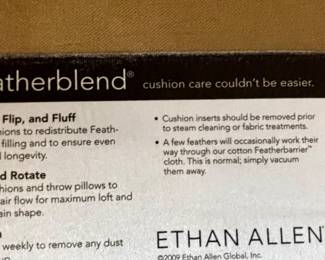 atherblend® cushion care couldn't be easier.
Flip, and Fluff
ions to redistribute Feath-
filling and to ensure even
longevity.
d Rotate
hions and throw pillows to
air flow for maximum loft and
ain shape.
weekly to remove any dust
• Cushion inserts should be removed prior
to steam cleaning or fabric treatments.
• A few feathers will occasionally work their
way through our cotton Featherbarrier™
cloth. This is normal; simply vacuum
them away.
ETHAN ALLEN
©2009 Ethan Allen Global, Inc.